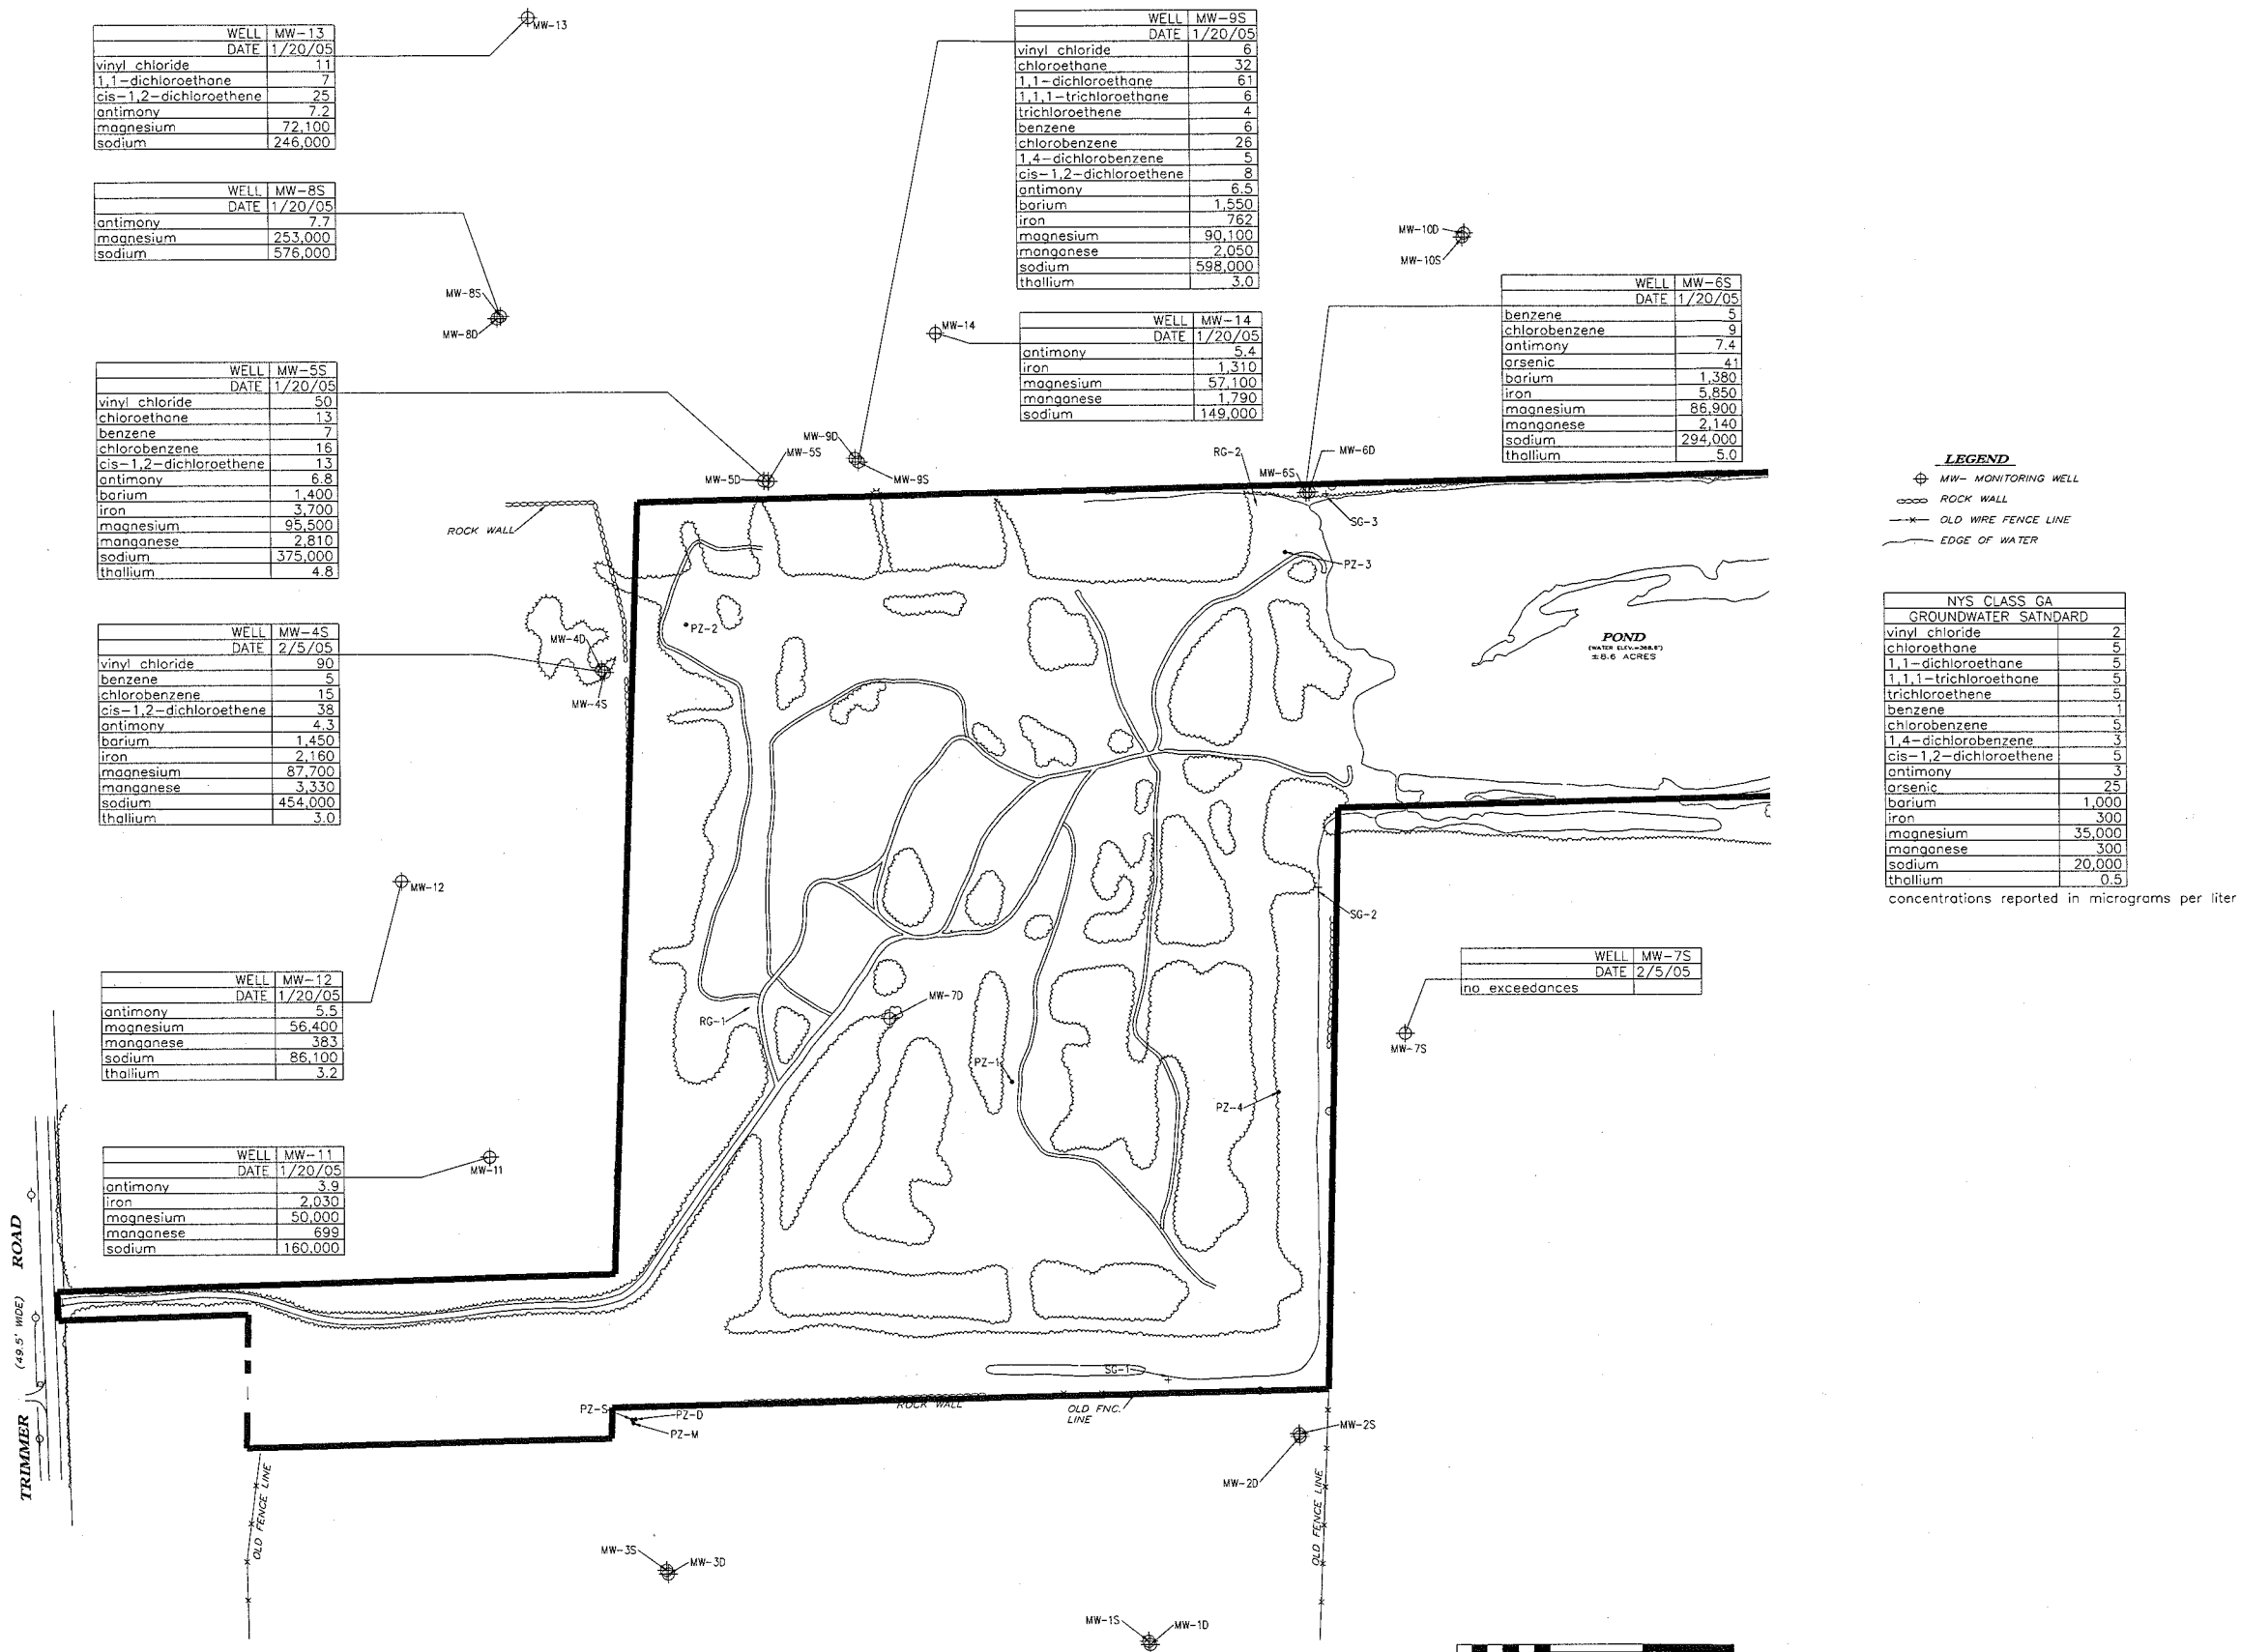 WELL MW-13
DATE 1/20/05
vinyl chloride 11
1,1-dichloroethane 7
cis-1,2-dichloroethene 25
antimony 7.2
magnesium 72,100
sodium 246,000
MW-13
WELL MW-8S
DATE 1/20/05
antimony 7.7
magnesium 253,000
sodium 576,000
MW-8S
MW-8D
WELL MW-9S
DATE 1/20/05
vinyl chloride 6
chloroethane 32
1,1-dichloroethane 61
1,1,1-trichloroethane 6
trichloroethene 4
benzene 6
chlorobenzene 26
1,4-dichlorobenzene 5
cis-1,2-dichloroethene 8
antimony 6.5
barium 1,550
iron 762
magnesium 90,100
manganese 2,050
sodium 598,000
thallium 3.0
MW-10D
MW-10S
WELL MW-14
DATE 1/20/05
antimony 5.4
iron 1,310
magnesium 57,100
manganese 1,790
sodium 149,000
MW-14
WELL MW-6S
DATE 1/20/05
benzene 5
chlorobenzene 9
antimony 7.4
arsenic 41
barium 1,380
iron 5,850
magnesium 86,900
manganese 2,140
sodium 294,000
thallium 5.0
WELL MW-5S
DATE 1/20/05
vinyl chloride 50
chloroethane 13
benzene 7
chlorobenzene 16
cis-1,2-dichloroethene 13
antimony 6.8
barium 1,400
iron 3,700
magnesium 95,500
manganese 2,810
sodium 375,000
thallium 4.8
MW-9D
MW-5S
MW-5D
MW-9S
RG-2
MW-6S
MW-6D
SG-3
PZ-3
ROCK WALL
LEGEND
MW- MONITORING WELL
ROCK WALL
OLD WIRE FENCE LINE
EDGE OF WATER
WELL MW-4S
DATE 2/5/05
vinyl chloride 90
benzene 5
chlorobenzene 15
cis-1,2-dichloroethene 38
antimony 4.3
barium 1,450
iron 2,160
magnesium 87,700
manganese 3,330
sodium 454,000
thallium 3.0
MW-4D
MW-4S
PZ-2
POND
(WATER ELEV.=368.8')
±8.6 ACRES
NYS CLASS GA
GROUNDWATER SATNDARD
vinyl chloride 2
chloroethane 5
1,1-dichloroethane 5
1,1,1-trichloroethane 5
trichloroethene 5
benzene 1
chlorobenzene 5
1,4-dichlorobenzene 3
cis-1,2-dichloroethene 5
antimony 3
arsenic 25
barium 1,000
iron 300
magnesium 35,000
manganese 300
sodium 20,000
thallium 0.5
concentrations reported in micrograms per liter
MW-12
SG-2
WELL MW-12
DATE 1/20/05
antimony 5.5
magnesium 56,400
manganese 383
sodium 86,100
thallium 3.2
WELL MW-7S
DATE 2/5/05
no exceedances
MW-7S
MW-7D
RG-1
PZ-1
PZ-4
WELL MW-11
DATE 1/20/05
antimony 3.9
iron 2,030
magnesium 50,000
manganese 699
sodium 160,000
MW-11
TRIMMER (49.5' WIDE) ROAD
SG-1
PZ-S
PZ-D
PZ-M
ROCK WALL
OLD FNC.
LINE
MW-2S
MW-2D
OLD FENCE LINE
OLD FENCE LINE
MW-3S
MW-3D
MW-1S
MW-1D